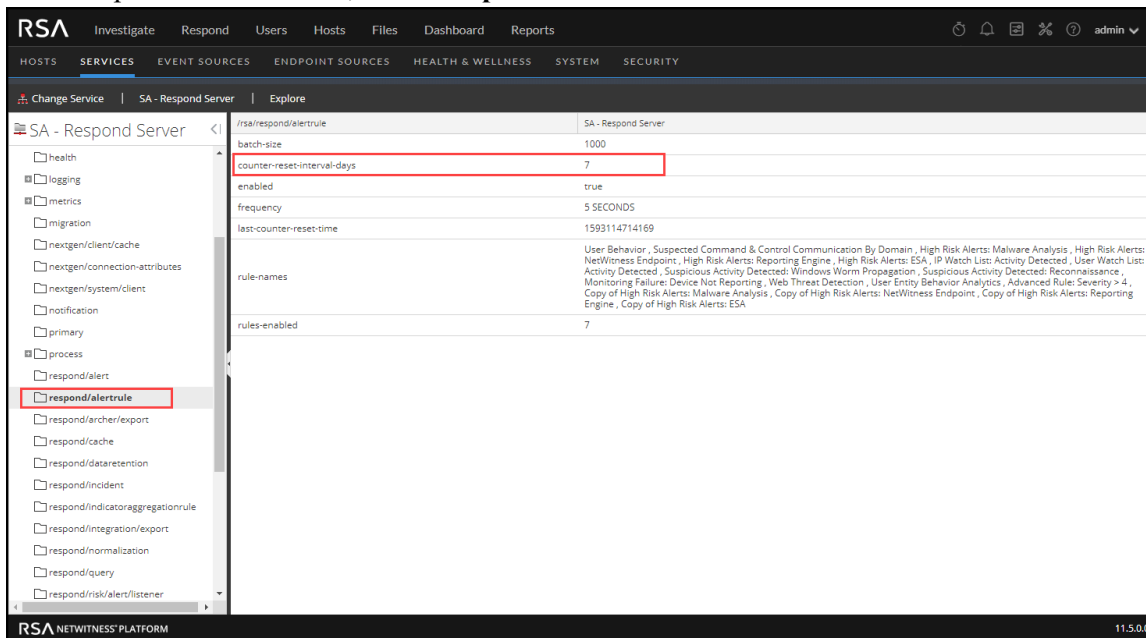 RSA Investigate Respond Users Hosts Files Dashboard Reports admin
HOSTS SERVICES EVENT SOURCES ENDPOINT SOURCES HEALTH & WELLNESS SYSTEM SECURITY
Change Service | SA - Respond Server | Explore
SA - Respond Server
health
logging
metrics
migration
nextgen/client/cache
nextgen/connection-attributes
nextgen/system/client
notification
primary
process
respond/alert
respond/alertrule
respond/archer/export
respond/cache
respond/dataretention
respond/incident
respond/indicatoraggregationrule
respond/integration/export
respond/normalization
respond/query
respond/risk/alert/listener
/rsa/respond/alertrule SA - Respond Server
batch-size 1000
counter-reset-interval-days 7
enabled true
frequency 5 SECONDS
last-counter-reset-time 1593114714169
rule-names
User Behavior , Suspected Command & Control Communication By Domain , High Risk Alerts: Malware Analysis , High Risk Alerts:
NetWitness Endpoint , High Risk Alerts: Reporting Engine , High Risk Alerts: ESA , IP Watch List: Activity Detected , User Watch List:
Activity Detected , Suspicious Activity Detected: Windows Worm Propagation , Suspicious Activity Detected: Reconnaissance ,
Monitoring Failure: Device Not Reporting , Web Threat Detection , User Entity Behavior Analytics , Advanced Rule: Severity > 4 ,
Copy of High Risk Alerts: Malware Analysis , Copy of High Risk Alerts: NetWitness Endpoint , Copy of High Risk Alerts: Reporting
Engine , Copy of High Risk Alerts: ESA
rules-enabled 7
RSA NETWITNESS® PLATFORM 11.5.0.